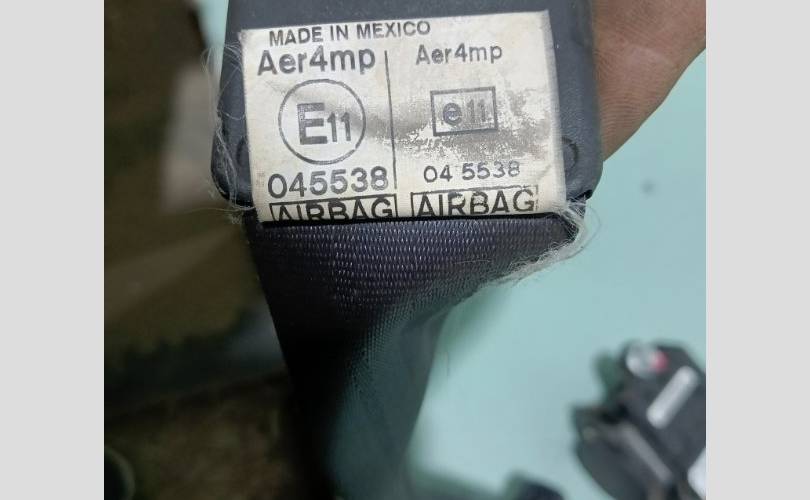 MADE IN MEXICO
Aer4mp Aer4mp
E11 e11
045538 04 5538
AIRBAG AIRBAG